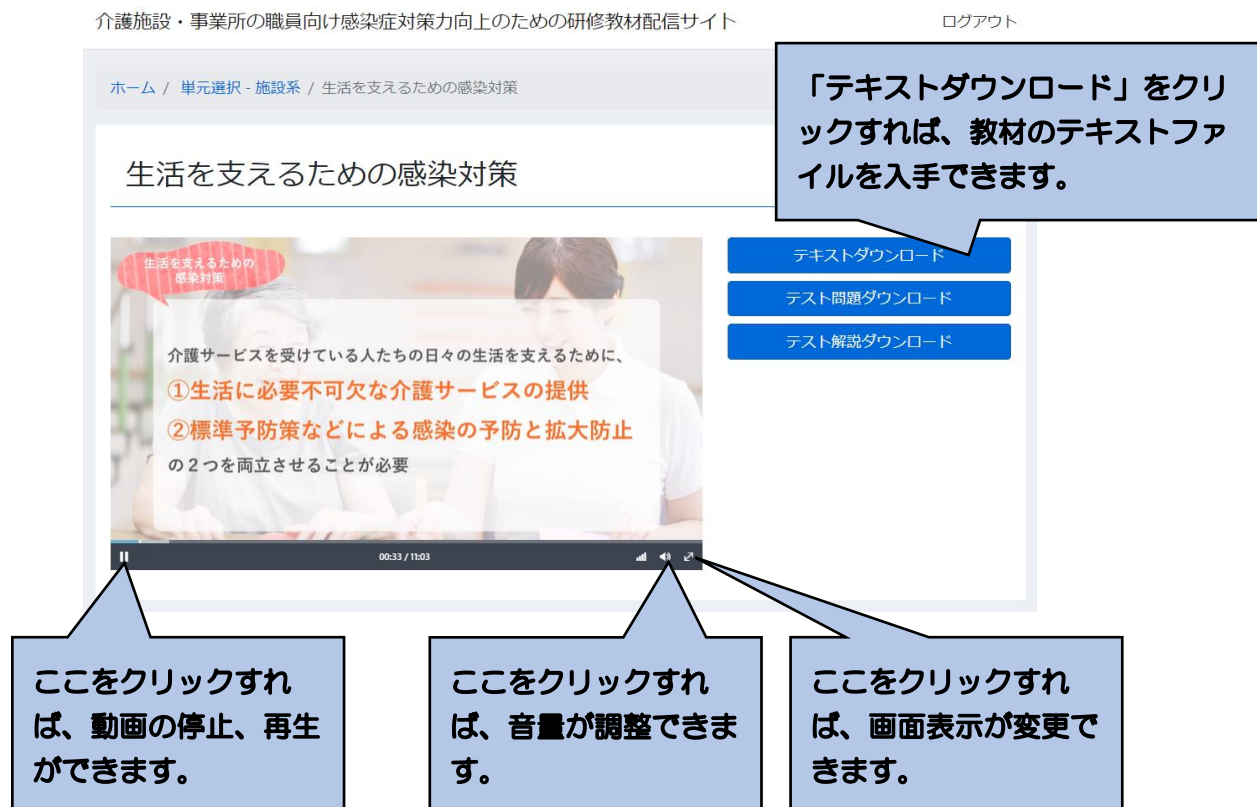 介護施設・事業所の職員向け感染症対策力向上のための研修教材配信サイト
ログアウト
ホーム / 単元選択 - 施設系 / 生活を支えるための感染対策
「テキストダウンロード」をクリ
ックすれば、教材のテキストファ
イルを入手できます。
生活を支えるための感染対策
生活を支えるための
感染対策
介護サービスを受けている人たちの日々の生活を支えるために、
①生活に必要不可欠な介護サービスの提供
②標準予防策などによる感染の予防と拡大防止
の２つを両立させることが必要
00:33 / 11:03
テキストダウンロード
テスト問題ダウンロード
テスト解説ダウンロード
ここをクリックすれ
ば、動画の停止、再生
ができます。
ここをクリックすれ
ば、音量が調整できま
す。
ここをクリックすれ
ば、画面表示が変更で
きます。